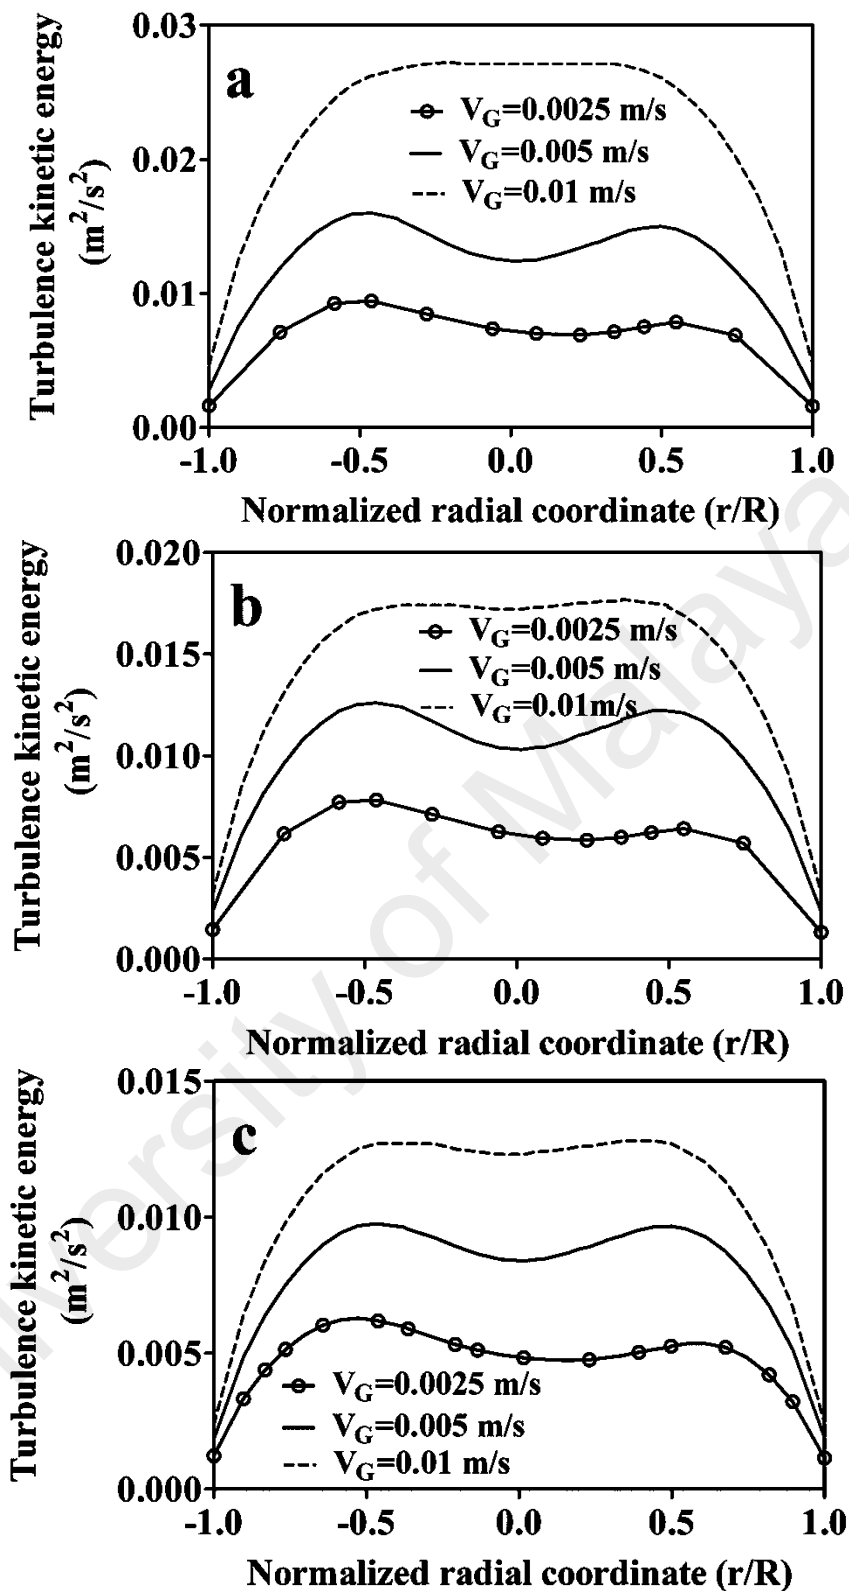 Turbulence kinetic energy
(m²/s²)
0.03
0.02
0.01
0.00
a
V_G=0.0025 m/s
V_G=0.005 m/s
V_G=0.01 m/s
-1.0 -0.5 0.0 0.5 1.0
Normalized radial coordinate (r/R)
Turbulence kinetic energy
(m²/s²)
0.020
0.015
0.010
0.005
0.000
b
V_G=0.0025 m/s
V_G=0.005 m/s
V_G=0.01m/s
-1.0 -0.5 0.0 0.5 1.0
Normalized radial coordinate (r/R)
Turbulence kinetic energy
(m²/s²)
0.015
0.010
0.005
0.000
c
V_G=0.0025 m/s
V_G=0.005 m/s
V_G=0.01 m/s
-1.0 -0.5 0.0 0.5 1.0
Normalized radial coordinate (r/R)
iversity of Malaya